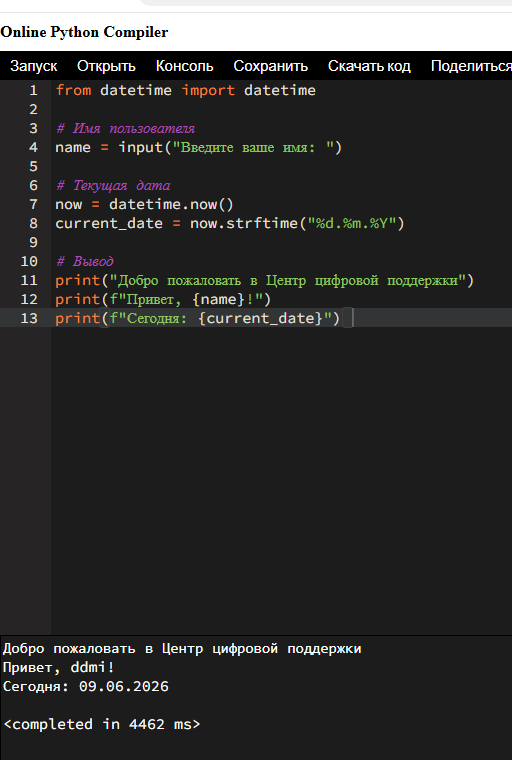 Online Python Compiler
Запуск Открыть Консоль Сохранить Скачать код Поделиться
1 from datetime import datetime
2
3 # Имя пользователя
4 name = input("Введите ваше имя: ")
5
6 # Текущая дата
7 now = datetime.now()
8 current_date = now.strftime("%d.%m.%Y")
9
10 # Вывод
11 print("Добро пожаловать в Центр цифровой поддержки")
12 print(f"Привет, {name}!")
13 print(f"Сегодня: {current_date}")
Добро пожаловать в Центр цифровой поддержки
Привет, ddmi!
Сегодня: 09.06.2026
<completed in 4462 ms>